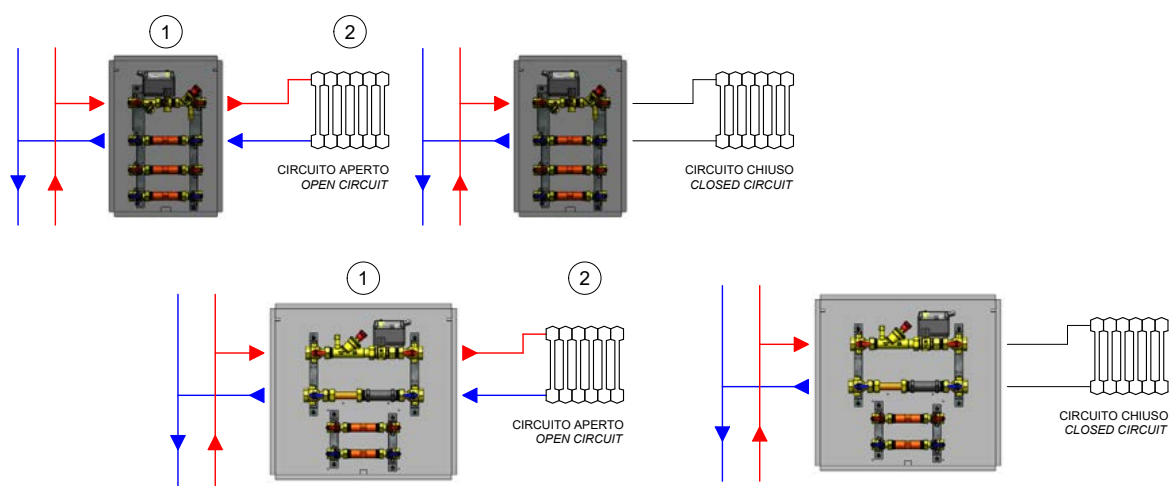 1
2
CIRCUITO APERTO
OPEN CIRCUIT
CIRCUITO CHIUSO
CLOSED CIRCUIT
1
2
CIRCUITO APERTO
OPEN CIRCUIT
CIRCUITO CHIUSO
CLOSED CIRCUIT